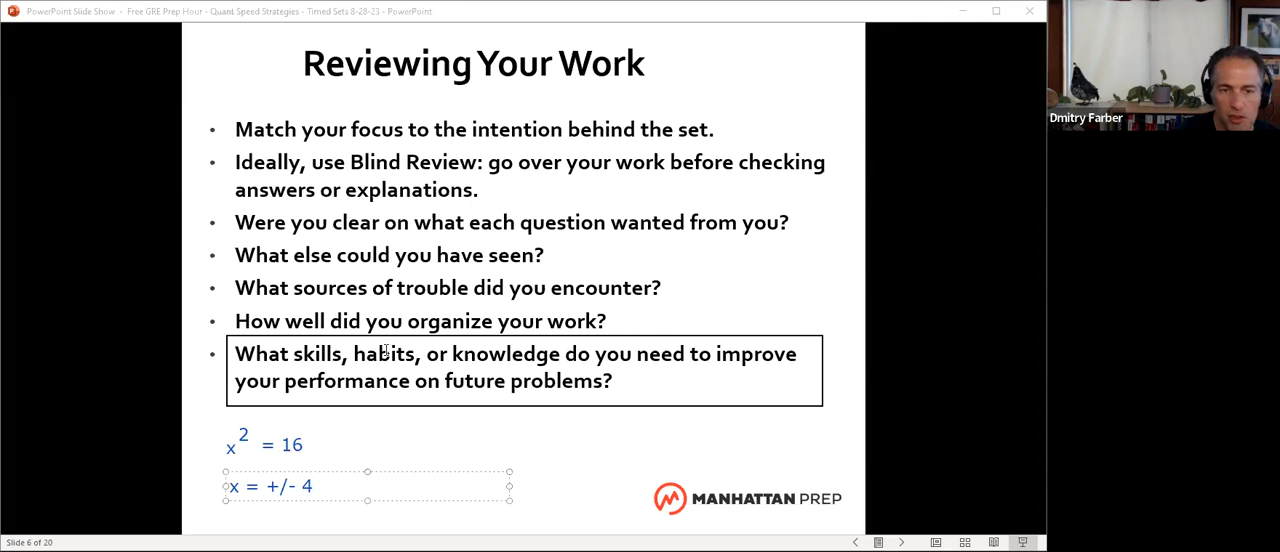 PowerPoint Slide Show - Free GRE Prep Hour - Quant Speed Strategies - Timed Sets 8-28-23 - PowerPoint
Reviewing Your Work
• Match your focus to the intention behind the set.
• Ideally, use Blind Review: go over your work before checking
answers or explanations.
• Were you clear on what each question wanted from you?
• What else could you have seen?
• What sources of trouble did you encounter?
• How well did you organize your work?
• What skills, habits, or knowledge do you need to improve
your performance on future problems?
x² = 16
x = +/- 4
MANHATTAN PREP
Slide 6 of 20
Dmitry Farber